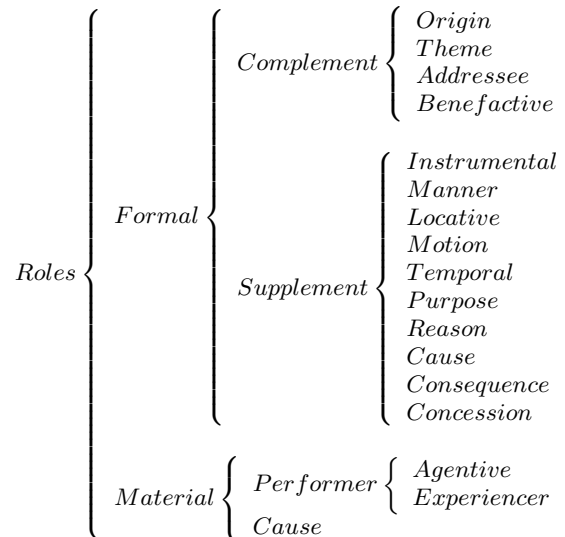 Roles
Formal
Complement
Origin
Theme
Addressee
Benefactive
Supplement
Instrumental
Manner
Locative
Motion
Temporal
Purpose
Reason
Cause
Consequence
Concession
Material
Performer
Agentive
Experiencer
Cause